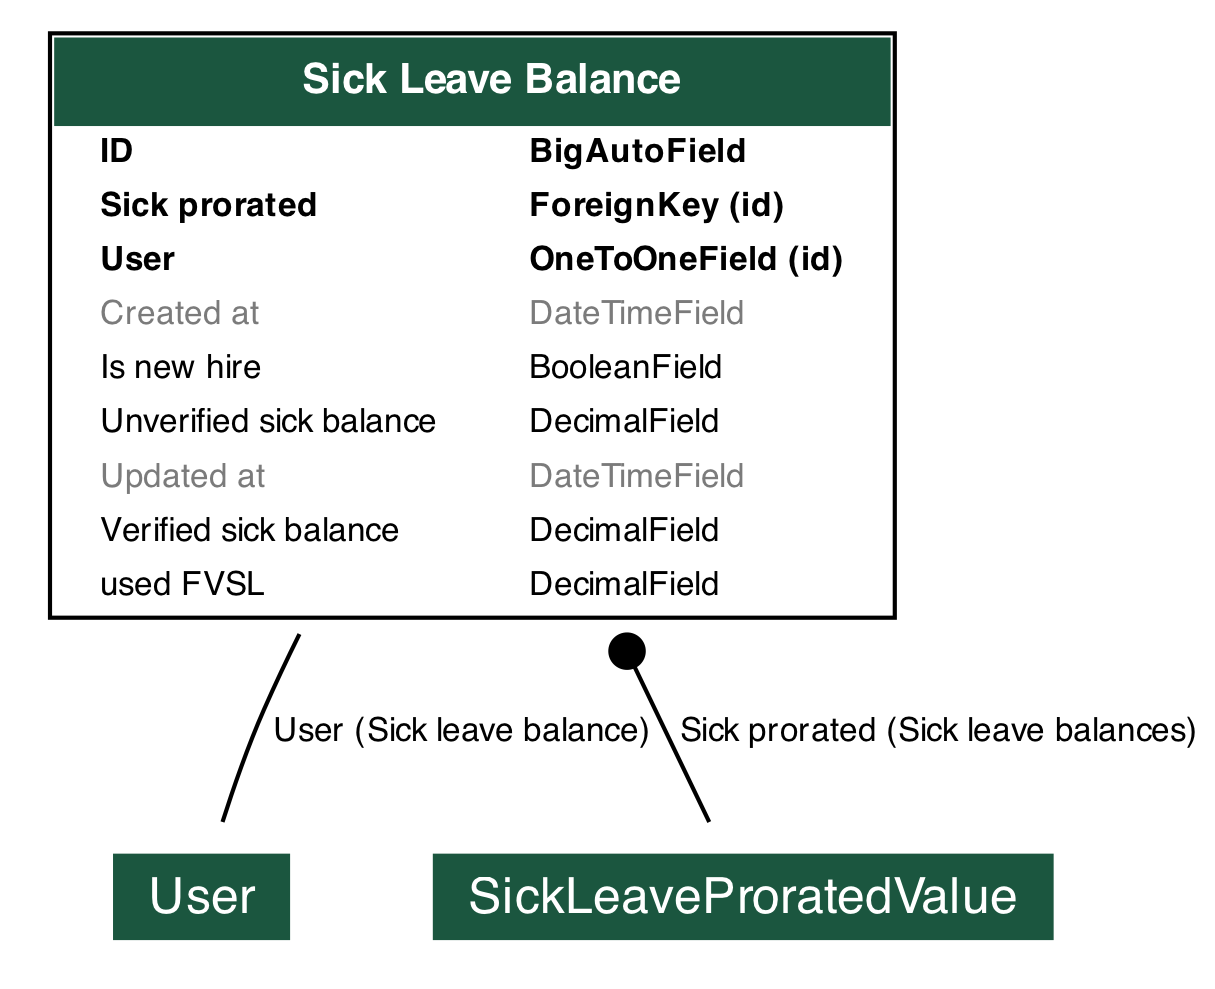 Sick Leave Balance
ID BigAutoField
Sick prorated ForeignKey (id)
User OneToOneField (id)
Created at DateTimeField
Is new hire BooleanField
Unverified sick balance DecimalField
Updated at DateTimeField
Verified sick balance DecimalField
used FVSL DecimalField
User (Sick leave balance) Sick prorated (Sick leave balances)
User SickLeaveProratedValue